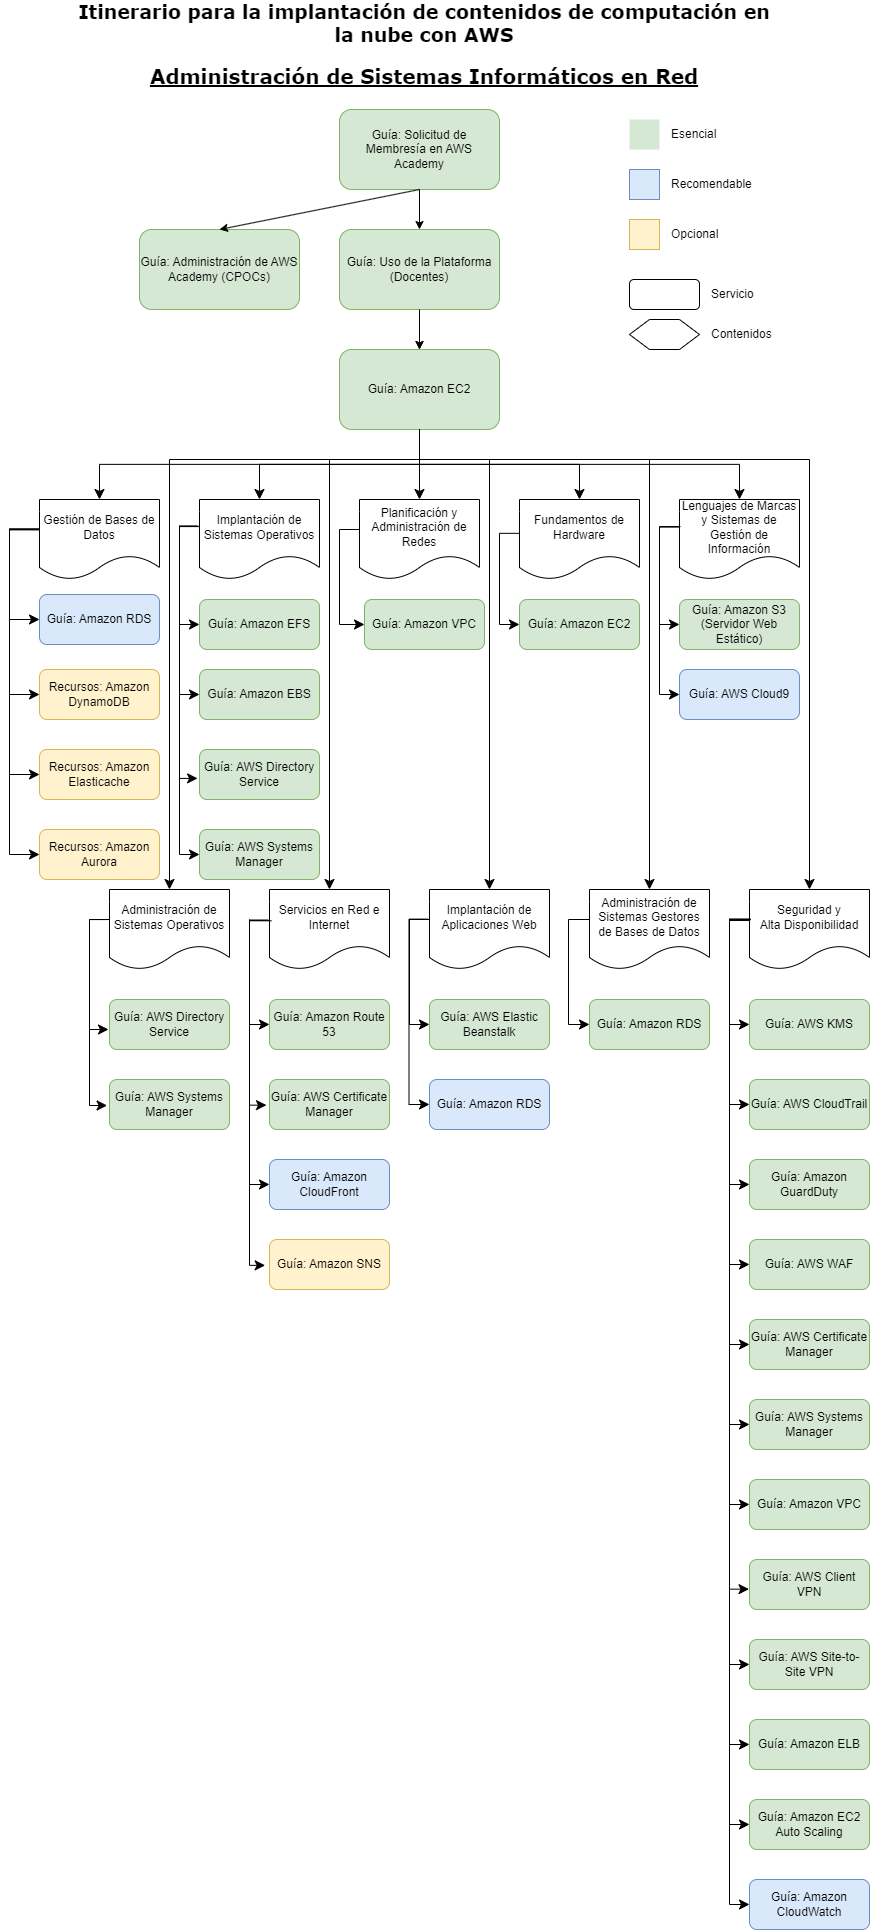 Itinerario para la implantación de contenidos de computación en
la nube con AWS
Administración de Sistemas Informáticos en Red
Guía: Solicitud de
Membresía en AWS
Academy
Esencial
Recomendable
Opcional
Servicio
Contenidos
Guía: Administración de AWS
Academy (CPOCs)
Guía: Uso de la Plataforma
(Docentes)
Guía: Amazon EC2
Gestión de Bases de
Datos
Implantación de
Sistemas Operativos
Planificación y
Administración de
Redes
Fundamentos de
Hardware
Lenguajes de Marcas
y Sistemas de
Gestión de
Información
Guía: Amazon RDS
Recursos: Amazon
DynamoDB
Recursos: Amazon
Elasticache
Recursos: Amazon
Aurora
Guía: Amazon EFS
Guía: Amazon EBS
Guía: AWS Directory
Service
Guía: AWS Systems
Manager
Guía: Amazon VPC
Guía: Amazon EC2
Guía: Amazon S3
(Servidor Web
Estático)
Guía: AWS Cloud9
Administración de
Sistemas Operativos
Servicios en Red e
Internet
Implantación de
Aplicaciones Web
Administración de
Sistemas Gestores
de Bases de Datos
Seguridad y
Alta Disponibilidad
Guía: AWS Directory
Service
Guía: AWS Systems
Manager
Guía: Amazon Route
53
Guía: AWS Certificate
Manager
Guía: Amazon
CloudFront
Guía: Amazon SNS
Guía: AWS Elastic
Beanstalk
Guía: Amazon RDS
Guía: Amazon RDS
Guía: AWS KMS
Guía: AWS CloudTrail
Guía: Amazon
GuardDuty
Guía: AWS WAF
Guía: AWS Certificate
Manager
Guía: AWS Systems
Manager
Guía: Amazon VPC
Guía: AWS Client
VPN
Guía: AWS Site-to-
Site VPN
Guía: Amazon ELB
Guía: Amazon EC2
Auto Scaling
Guía: Amazon
CloudWatch